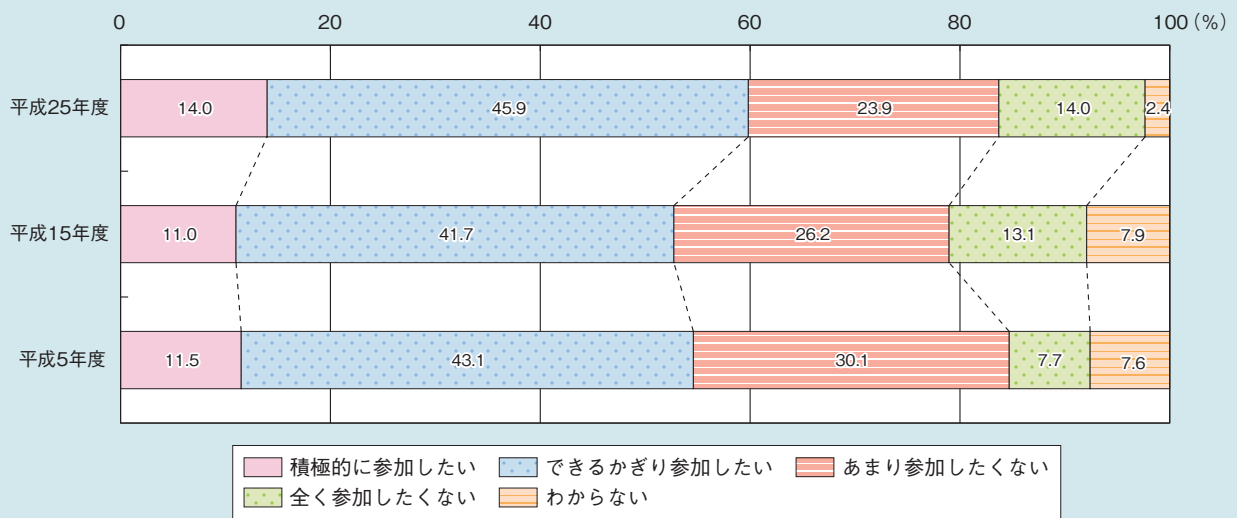 0 20 40 60 80 100（%）
平成25年度 14.0 45.9 23.9 14.0 2.4
平成15年度 11.0 41.7 26.2 13.1 7.9
平成5年度 11.5 43.1 30.1 7.7 7.6
積極的に参加したい できるかぎり参加したい あまり参加したくない
全く参加したくない わからない